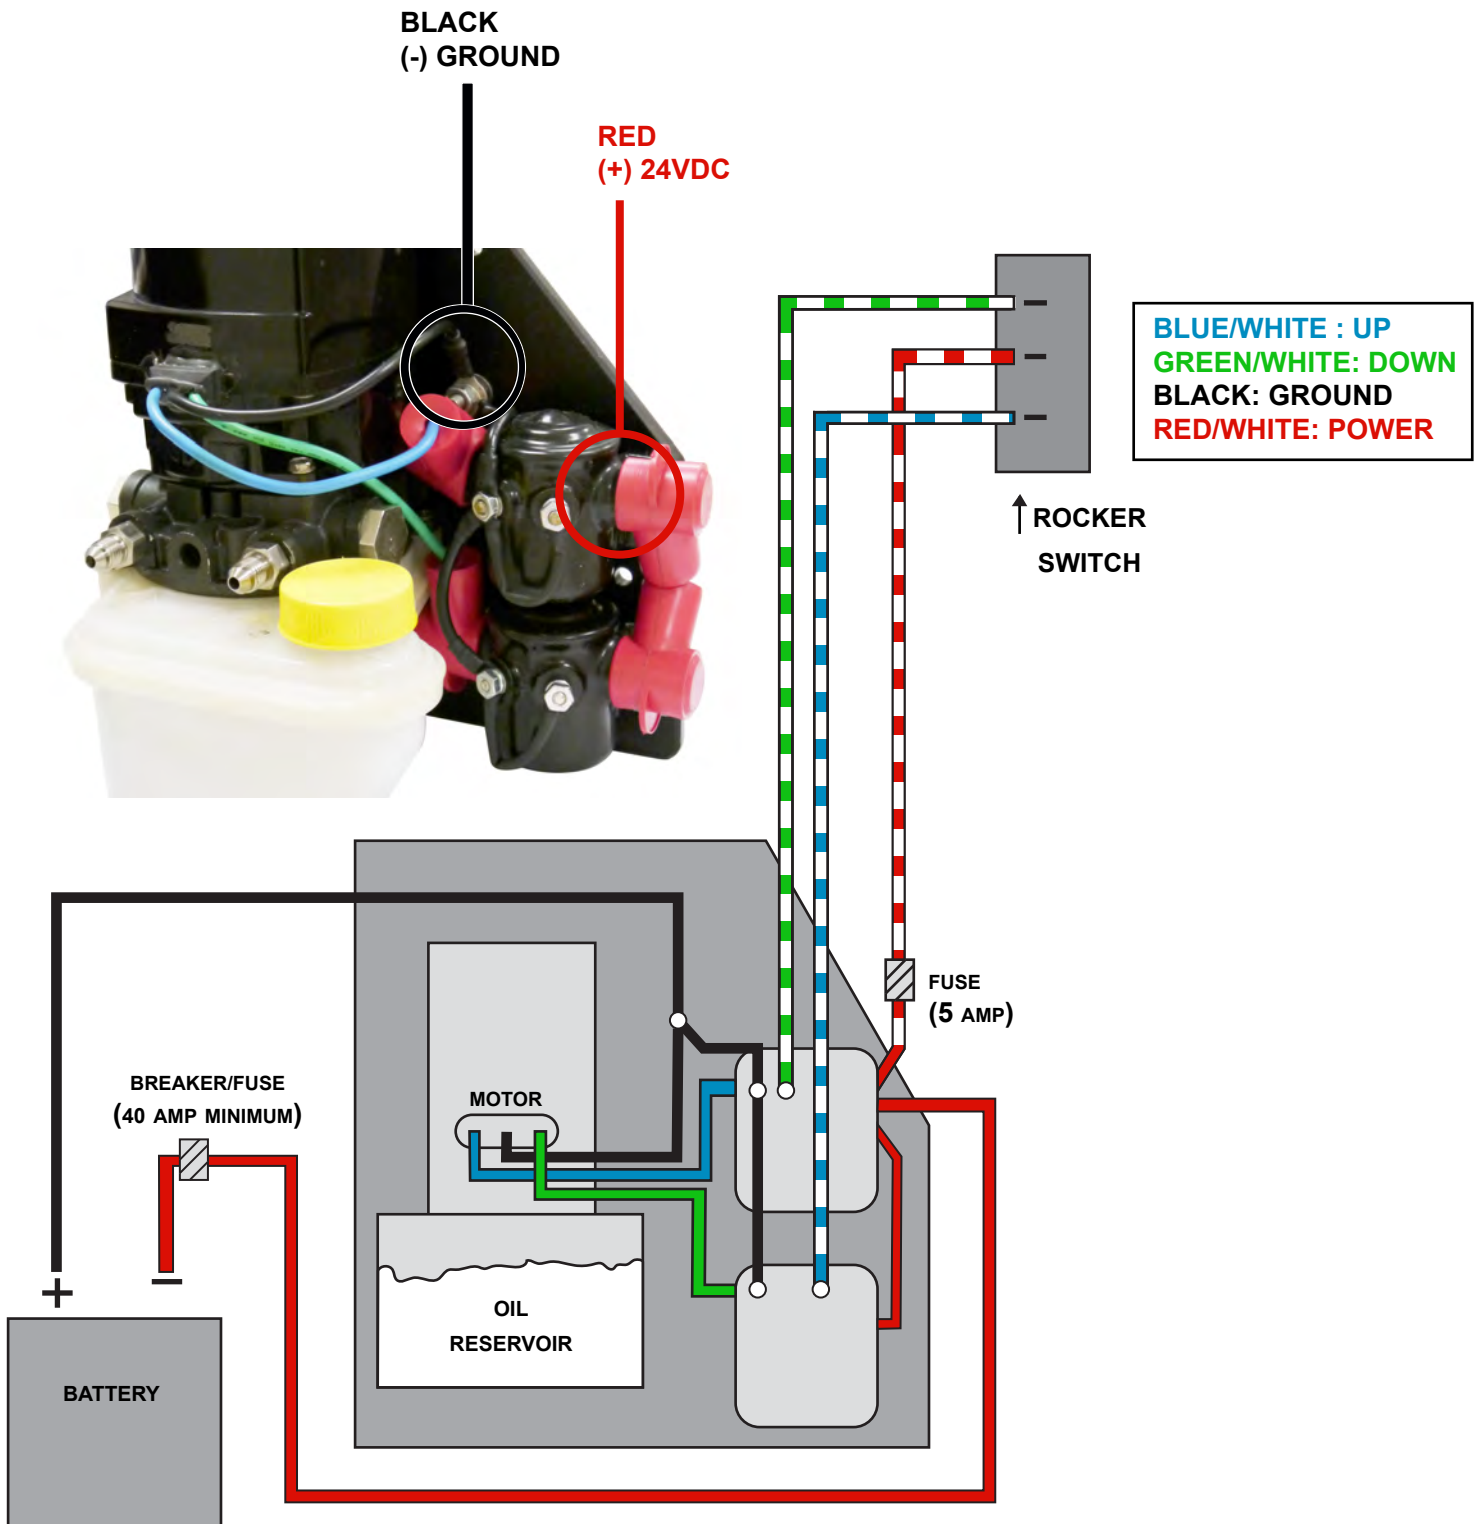 BLACK
(-) GROUND
RED
(+) 24VDC
BLUE/WHITE : UP
GREEN/WHITE: DOWN
BLACK: GROUND
RED/WHITE: POWER
↑ ROCKER
SWITCH
FUSE
(5 AMP)
BREAKER/FUSE
(40 AMP MINIMUM)
MOTOR
+ −
OIL
RESERVOIR
BATTERY